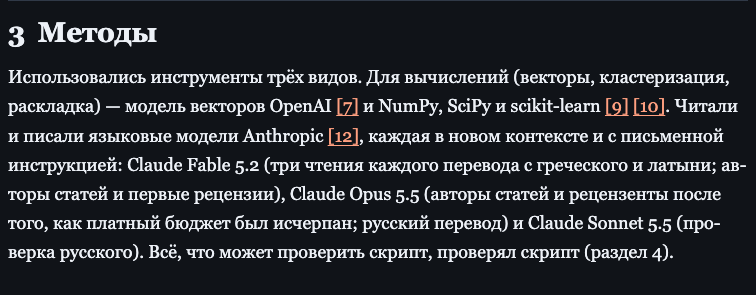 3 Методы
Использовались инструменты трёх видов. Для вычислений (векторы, кластеризация,
раскладка) — модель векторов OpenAI [7] и NumPy, SciPy и scikit-learn [9] [10]. Читали
и писали языковые модели Anthropic [12], каждая в новом контексте и с письменной
инструкцией: Claude Fable 5.2 (три чтения каждого перевода с греческого и латыни; ав-
торы статей и первые рецензии), Claude Opus 5.5 (авторы статей и рецензенты после
того, как платный бюджет был исчерпан; русский перевод) и Claude Sonnet 5.5 (про-
верка русского). Всё, что может проверить скрипт, проверял скрипт (раздел 4).